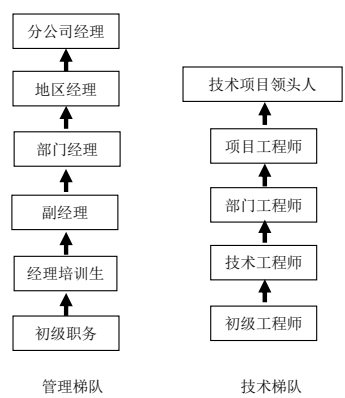 分公司经理
地区经理
部门经理
副经理
经理培训生
初级职务
管理梯队
技术项目领头人
项目工程师
部门工程师
技术工程师
初级工程师
技术梯队